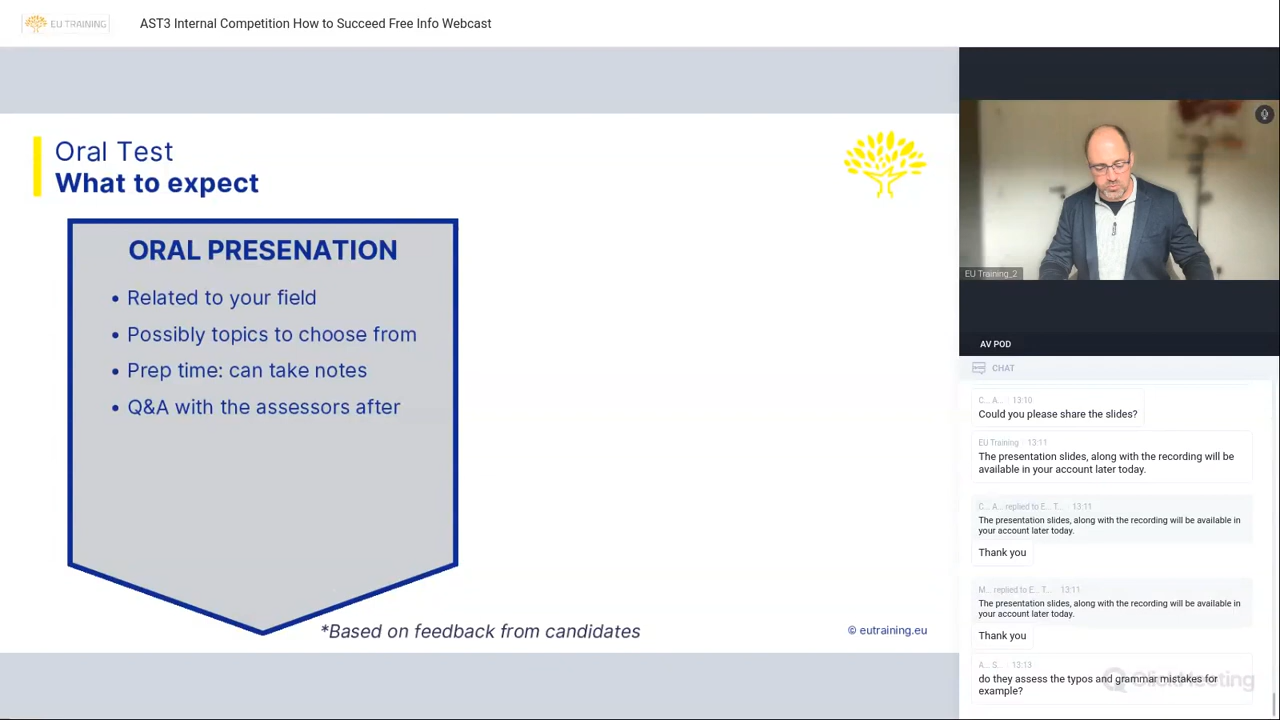 EU TRAINING
AST3 Internal Competition How to Succeed Free Info Webcast
Oral Test
What to expect
ORAL PRESENATION
• Related to your field
• Possibly topics to choose from
• Prep time: can take notes
• Q&A with the assessors after
*Based on feedback from candidates
© eutraining.eu
EU Training_2
AV POD
CHAT
C... A... 13:10
Could you please share the slides?
EU Training 13:11
The presentation slides, along with the recording will be
available in your account later today.
C... A... replied to E... T... 13:11
The presentation slides, along with the recording will be available in
your account later today.
Thank you
M... replied to E... T... 13:11
The presentation slides, along with the recording will be available in
your account later today.
Thank you
A... S... 13:13
do they assess the typos and grammar mistakes for
example?
ClickMeeting